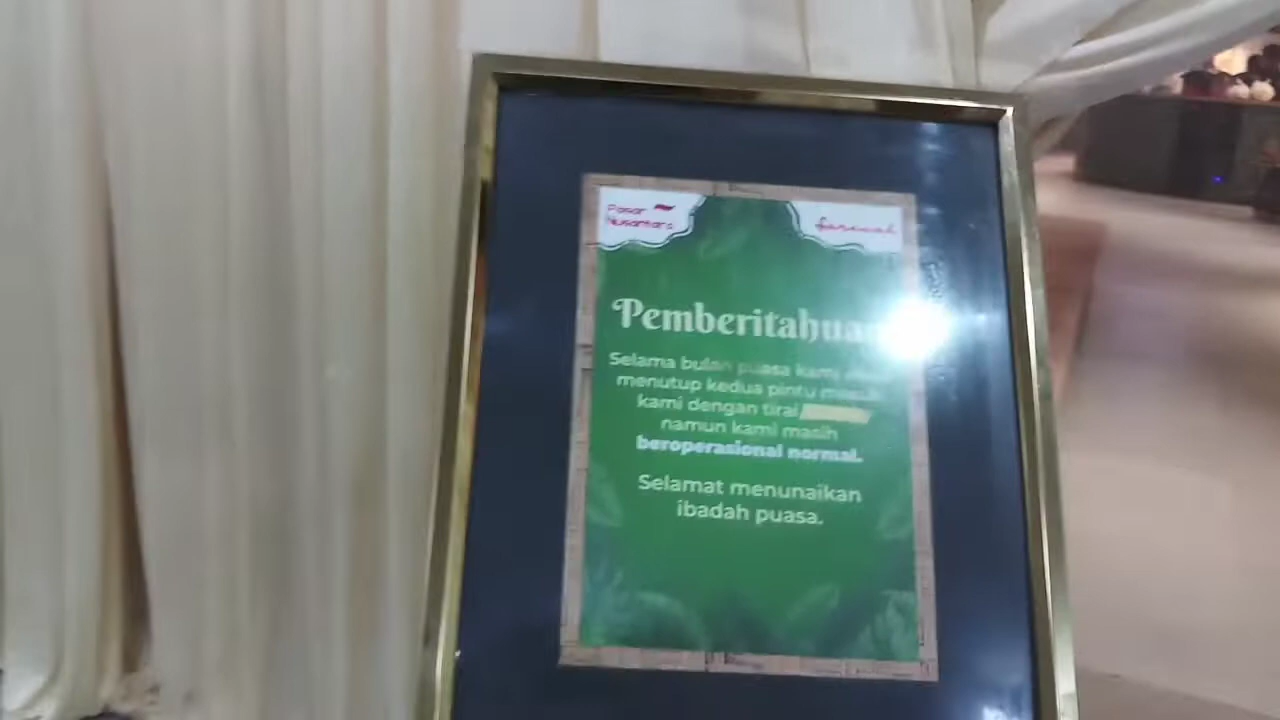 Pasar
Nusantara
Pemberitahuan
Selama bulan puasa kami
menutup kedua pintu masuk
kami dengan tirai
namun kami masih
beroperasional normal.
Selamat menunaikan
ibadah puasa.